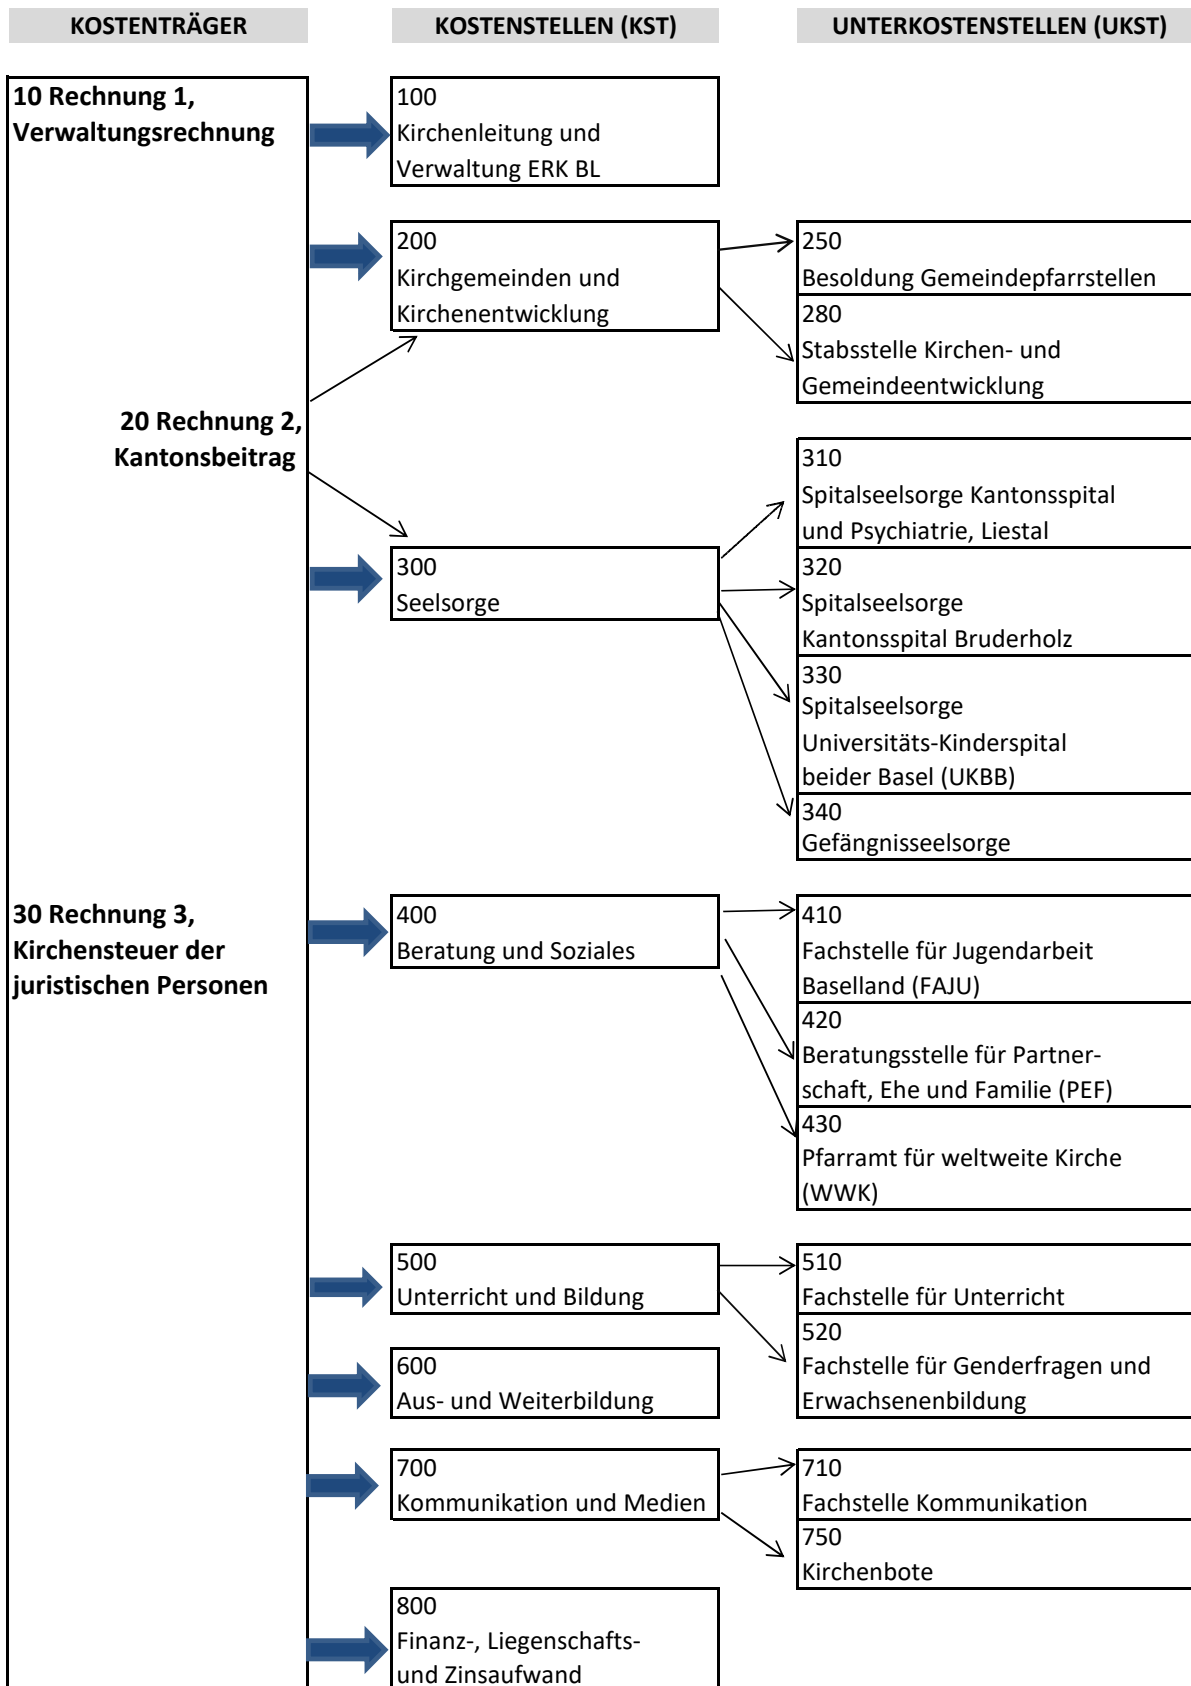 KOSTENTRÄGER
KOSTENSTELLEN (KST)
UNTERKOSTENSTELLEN (UKST)
10 Rechnung 1,
Verwaltungsrechnung
100
Kirchenleitung und
Verwaltung ERK BL
200
Kirchgemeinden und
Kirchenentwicklung
250
Besoldung Gemeindepfarrstellen
280
Stabsstelle Kirchen- und
Gemeindeentwicklung
20 Rechnung 2,
Kantonsbeitrag
300
Seelsorge
310
Spitalseelsorge Kantonsspital
und Psychiatrie, Liestal
320
Spitalseelsorge
Kantonsspital Bruderholz
330
Spitalseelsorge
Universitäts-Kinderspital
beider Basel (UKBB)
340
Gefängnisseelsorge
30 Rechnung 3,
Kirchensteuer der
juristischen Personen
400
Beratung und Soziales
410
Fachstelle für Jugendarbeit
Baselland (FAJU)
420
Beratungsstelle für Partner-
schaft, Ehe und Familie (PEF)
430
Pfarramt für weltweite Kirche
(WWK)
500
Unterricht und Bildung
510
Fachstelle für Unterricht
520
Fachstelle für Genderfragen und
Erwachsenenbildung
600
Aus- und Weiterbildung
700
Kommunikation und Medien
710
Fachstelle Kommunikation
750
Kirchenbote
800
Finanz-, Liegenschafts-
und Zinsaufwand